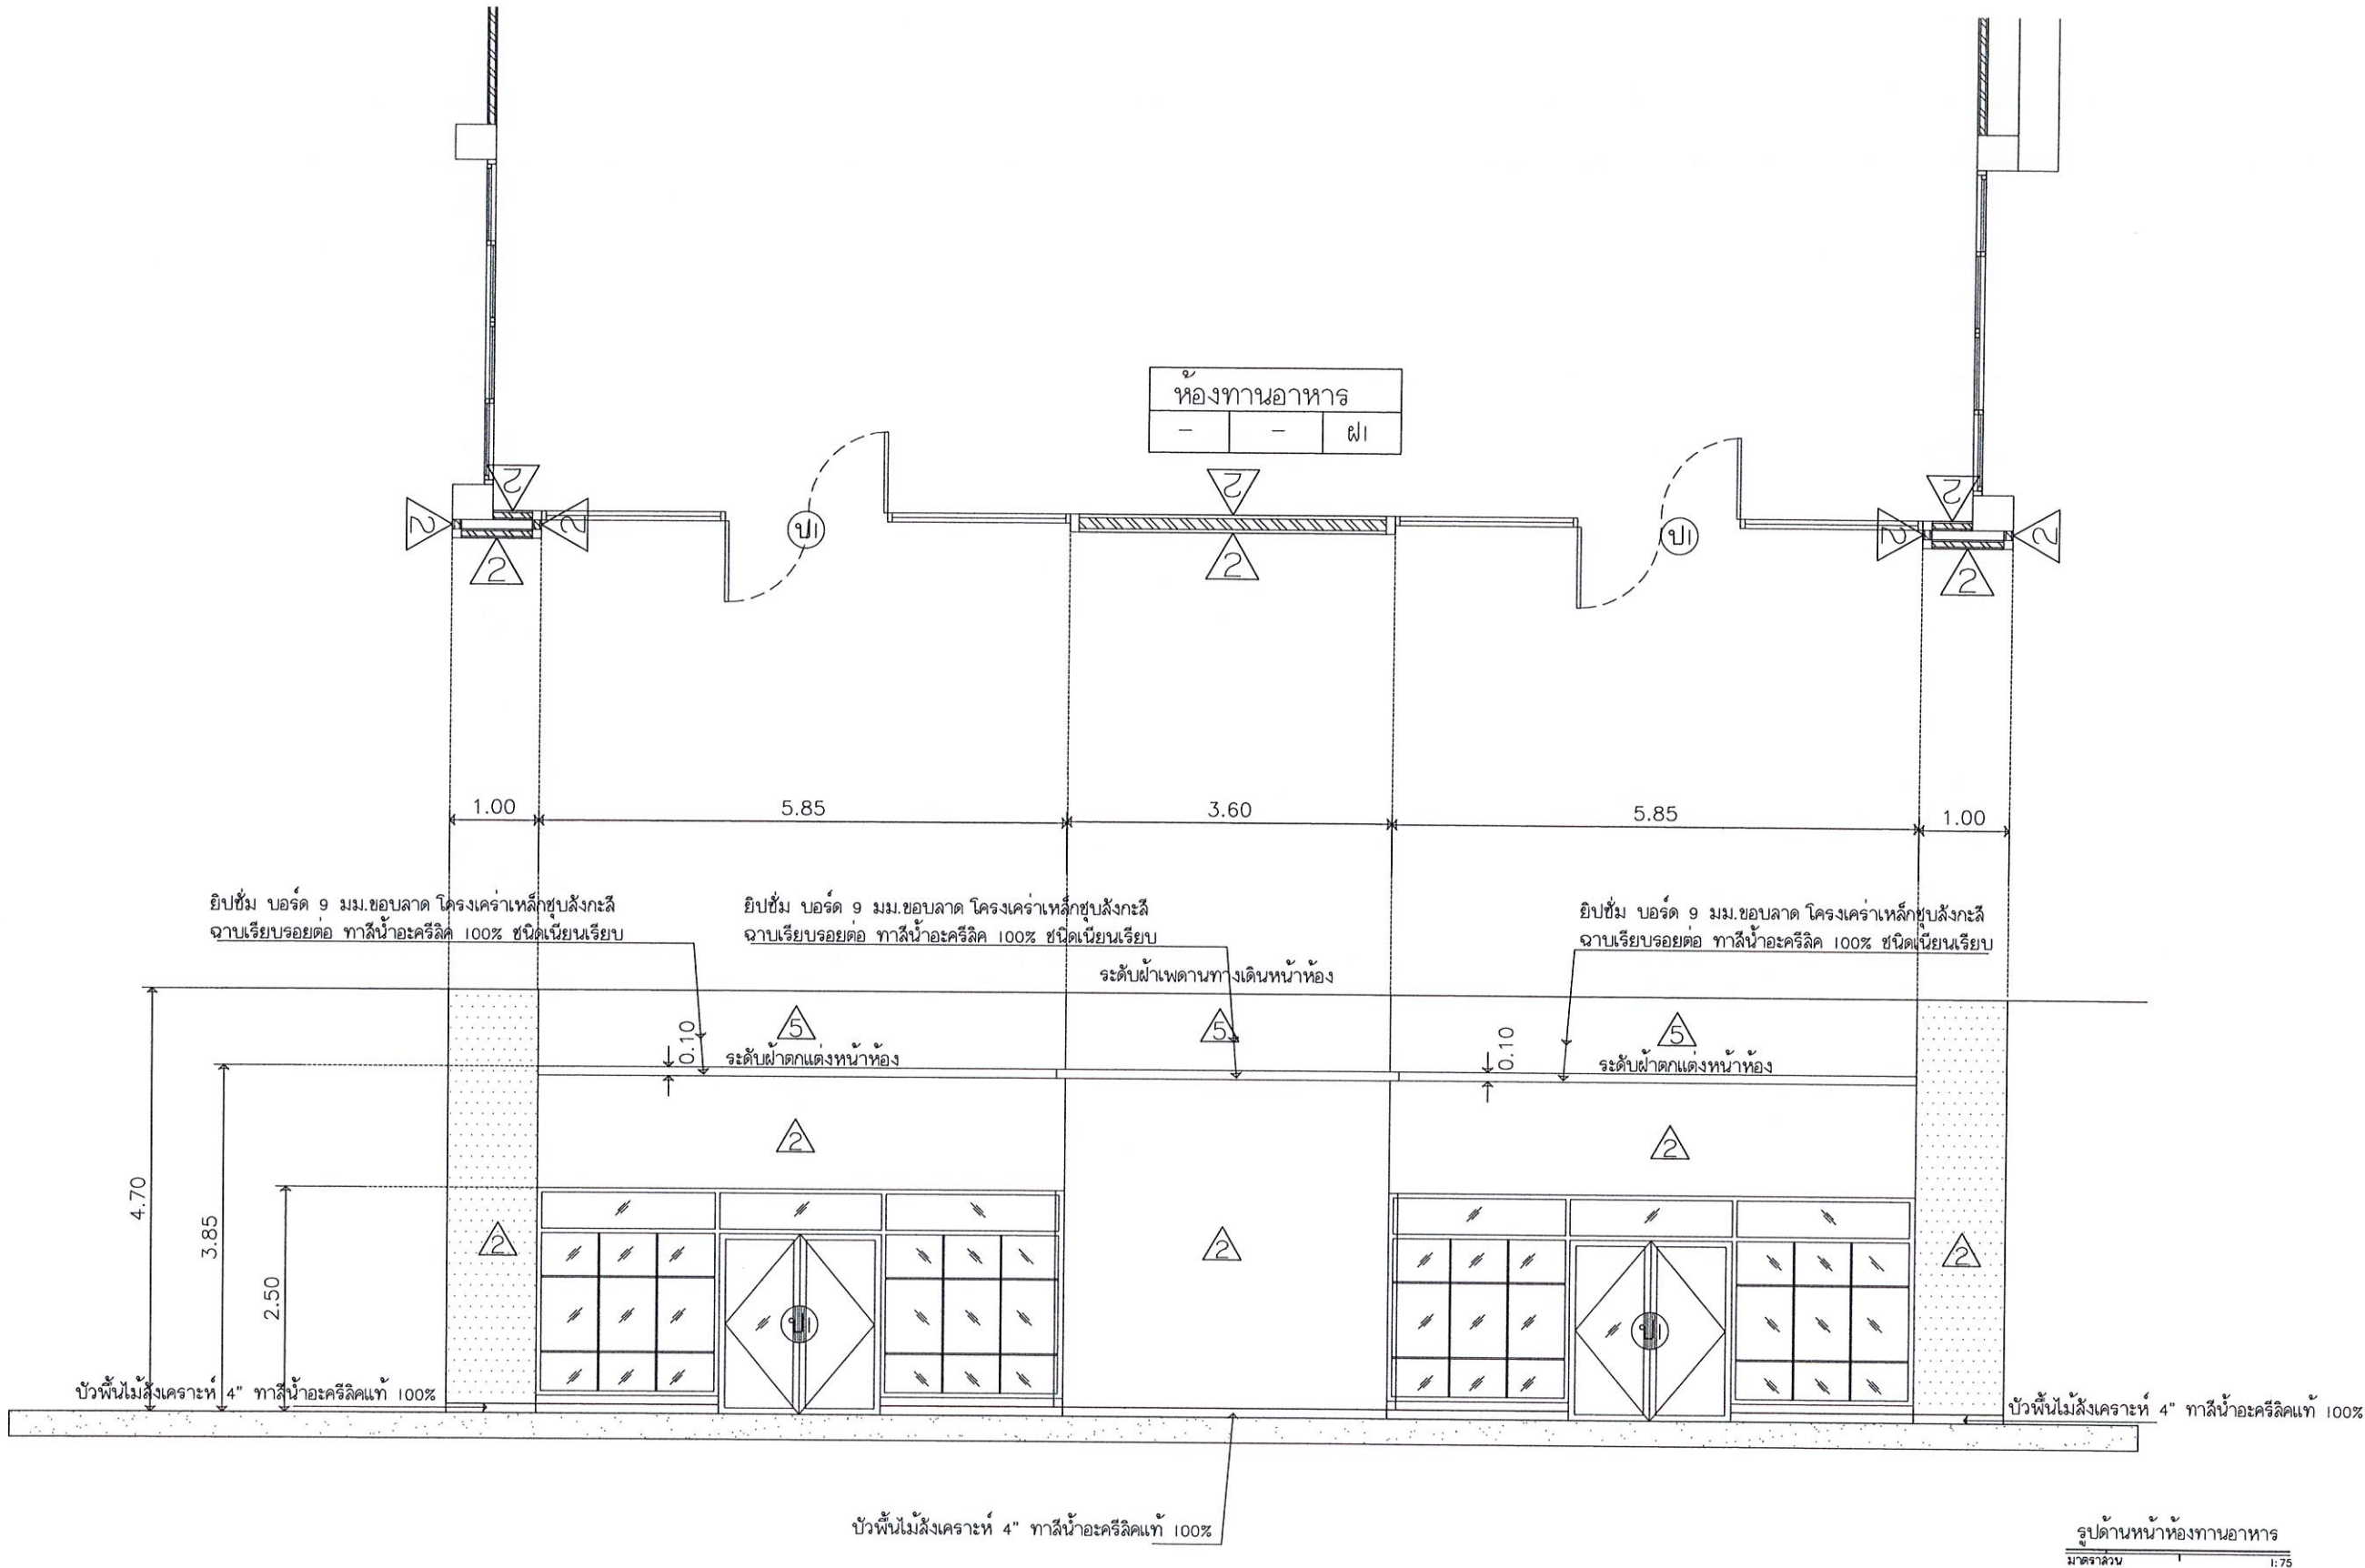 ห้องทานอาหาร
- - ฝ1
2 2 2 2
ป1
2 2
ป1
2 2 2 2
1.00 5.85 3.60 5.85 1.00
ยิปซั่ม บอร์ด 9 มม.ขอบลาด โครงเคร่าเหล็กชุบสังกะสี
ฉาบเรียบรอยต่อ ทาสีน้ำอะครีลิค 100% ชนิดเนียนเรียบ
ยิปซั่ม บอร์ด 9 มม.ขอบลาด โครงเคร่าเหล็กชุบสังกะสี
ฉาบเรียบรอยต่อ ทาสีน้ำอะครีลิค 100% ชนิดเนียนเรียบ
ยิปซั่ม บอร์ด 9 มม.ขอบลาด โครงเคร่าเหล็กชุบสังกะสี
ฉาบเรียบรอยต่อ ทาสีน้ำอะครีลิค 100% ชนิดเนียนเรียบ
ระดับฝ้าเพดานทางเดินหน้าห้อง
5 5 5
0.10 0.10
ระดับฝ้าตกแต่งหน้าห้อง
ระดับฝ้าตกแต่งหน้าห้อง
2 2
4.70
3.85
2.50
2 2 2
ป1 ป1
บัวพื้นไม้สังเคราะห์ 4" ทาสีน้ำอะครีลิคแท้ 100%
บัวพื้นไม้สังเคราะห์ 4" ทาสีน้ำอะครีลิคแท้ 100%
บัวพื้นไม้สังเคราะห์ 4" ทาสีน้ำอะครีลิคแท้ 100%
รูปด้านหน้าห้องทานอาหาร
มาตราส่วน 1:75